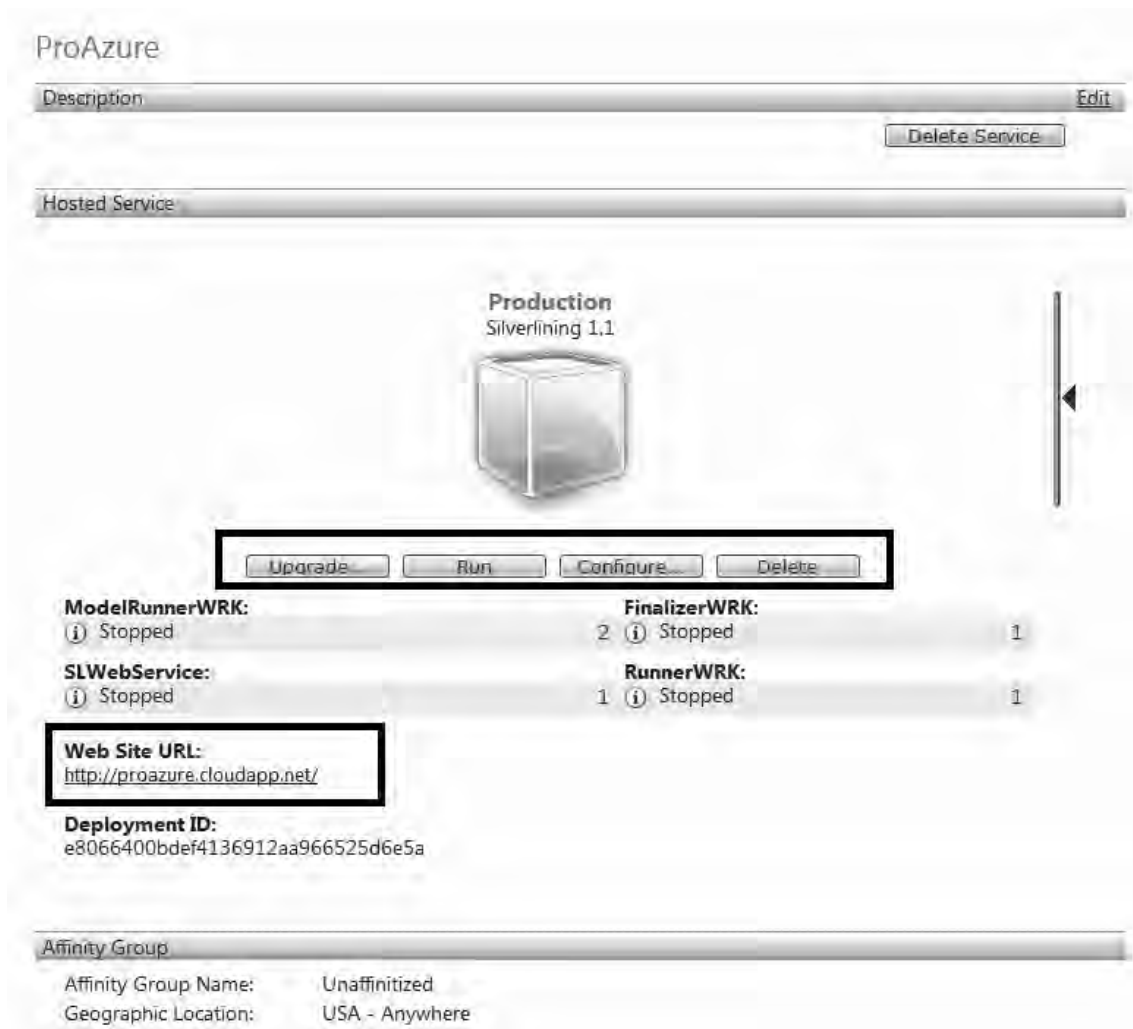 ProAzure
Description Edit
Delete Service
Hosted Service
Production
Silverlining 1.1
Upgrade... Run Configure... Delete
ModelRunnerWRK: FinalizerWRK:
Stopped 2 Stopped 1
SLWebService: RunnerWRK:
Stopped 1 Stopped 1
Web Site URL:
http://proazure.cloudapp.net/
Deployment ID:
e8066400bdef4136912aa966525d6e5a
Affinity Group
Affinity Group Name: Unaffinitized
Geographic Location: USA - Anywhere